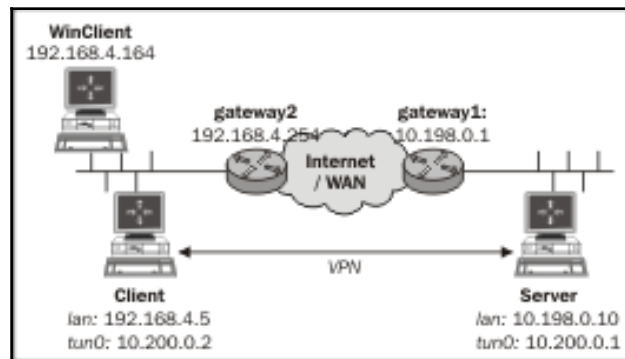 WinClient
192.168.4.164
gateway2
192.168.4.254
gateway1:
10.198.0.1
Internet
/ WAN
VPN
Client
lan: 192.168.4.5
tun0: 10.200.0.2
Server
lan: 10.198.0.10
tun0: 10.200.0.1